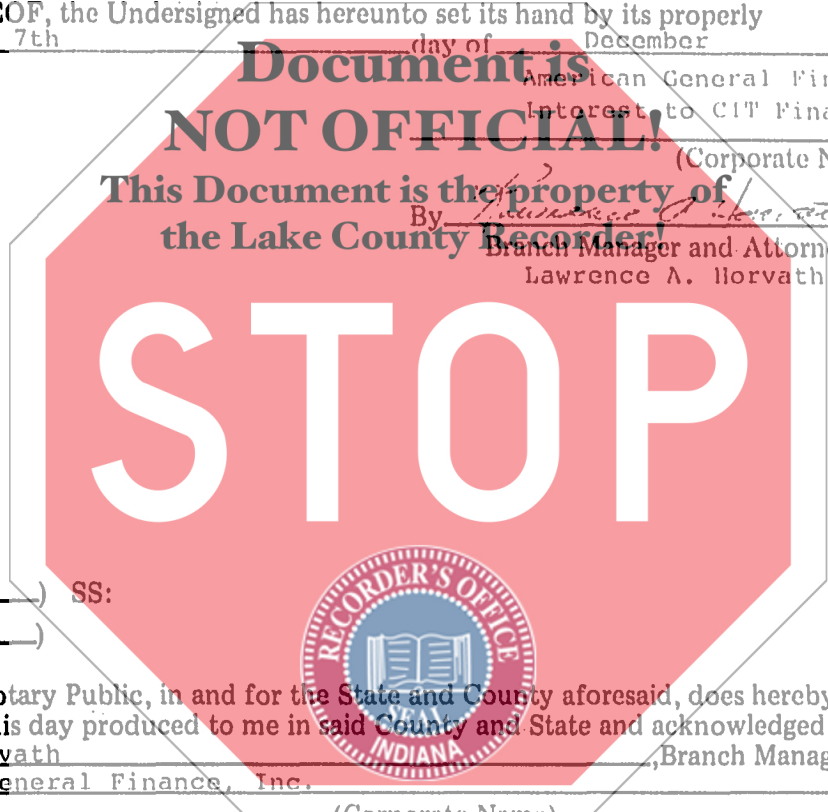 OF, the Undersigned has hereunto set its hand by its properly
7th day of December
Document is
American General Fin
NOT OFFICIAL!
Interest to CIT Fina
(Corporate N
This Document is the property of
By
the Lake County Recorder!
Branch Manager and Attorn
Lawrence A. Horvath
STOP
) SS:
)
RECORDER'S OFFICE
INDIANA
otary Public, in and for the State and County aforesaid, does hereby
is day produced to me in said County and State and acknowledged
vath ,Branch Manag
eneral Finance, Inc.
(Corporate Name)